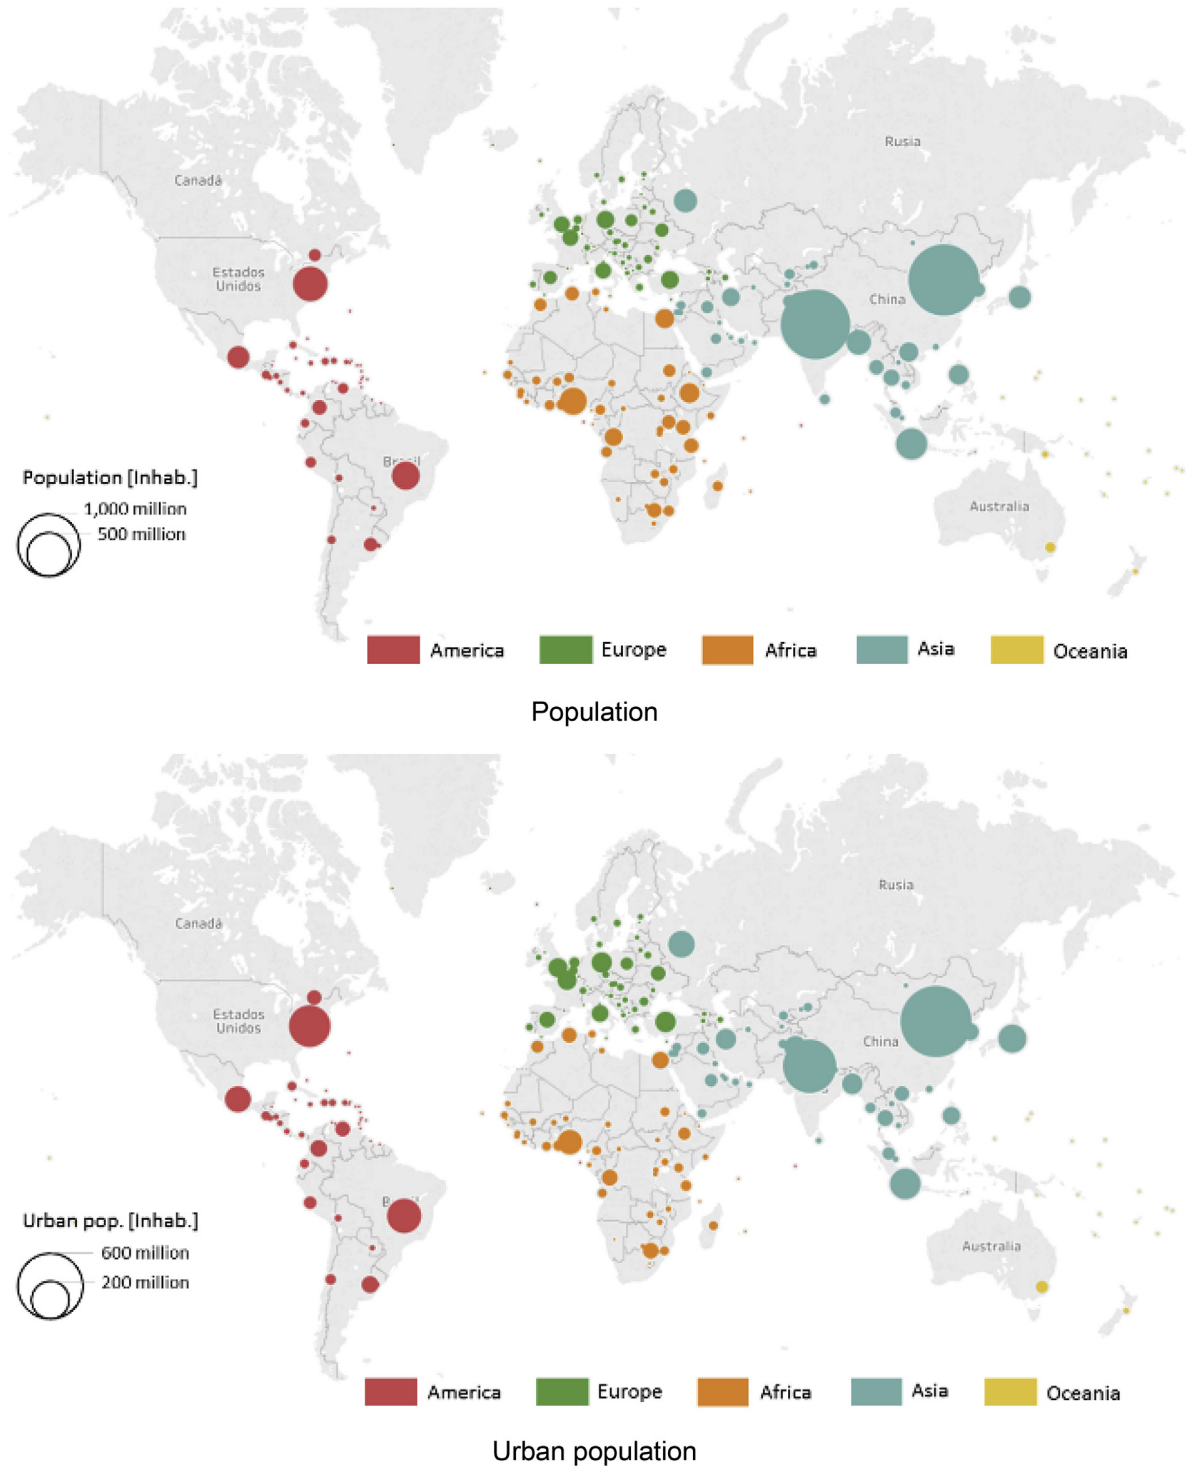 Rusia
Canadá
Estados
Unidos
China
Brasil
Population [Inhab.]
1,000 million
500 million
Australia
America
Europe
Africa
Asia
Oceania
Population
Rusia
Canadá
Estados
Unidos
China
Urban pop. [Inhab.]
600 million
200 million
Australia
America
Europe
Africa
Asia
Oceania
Urban population